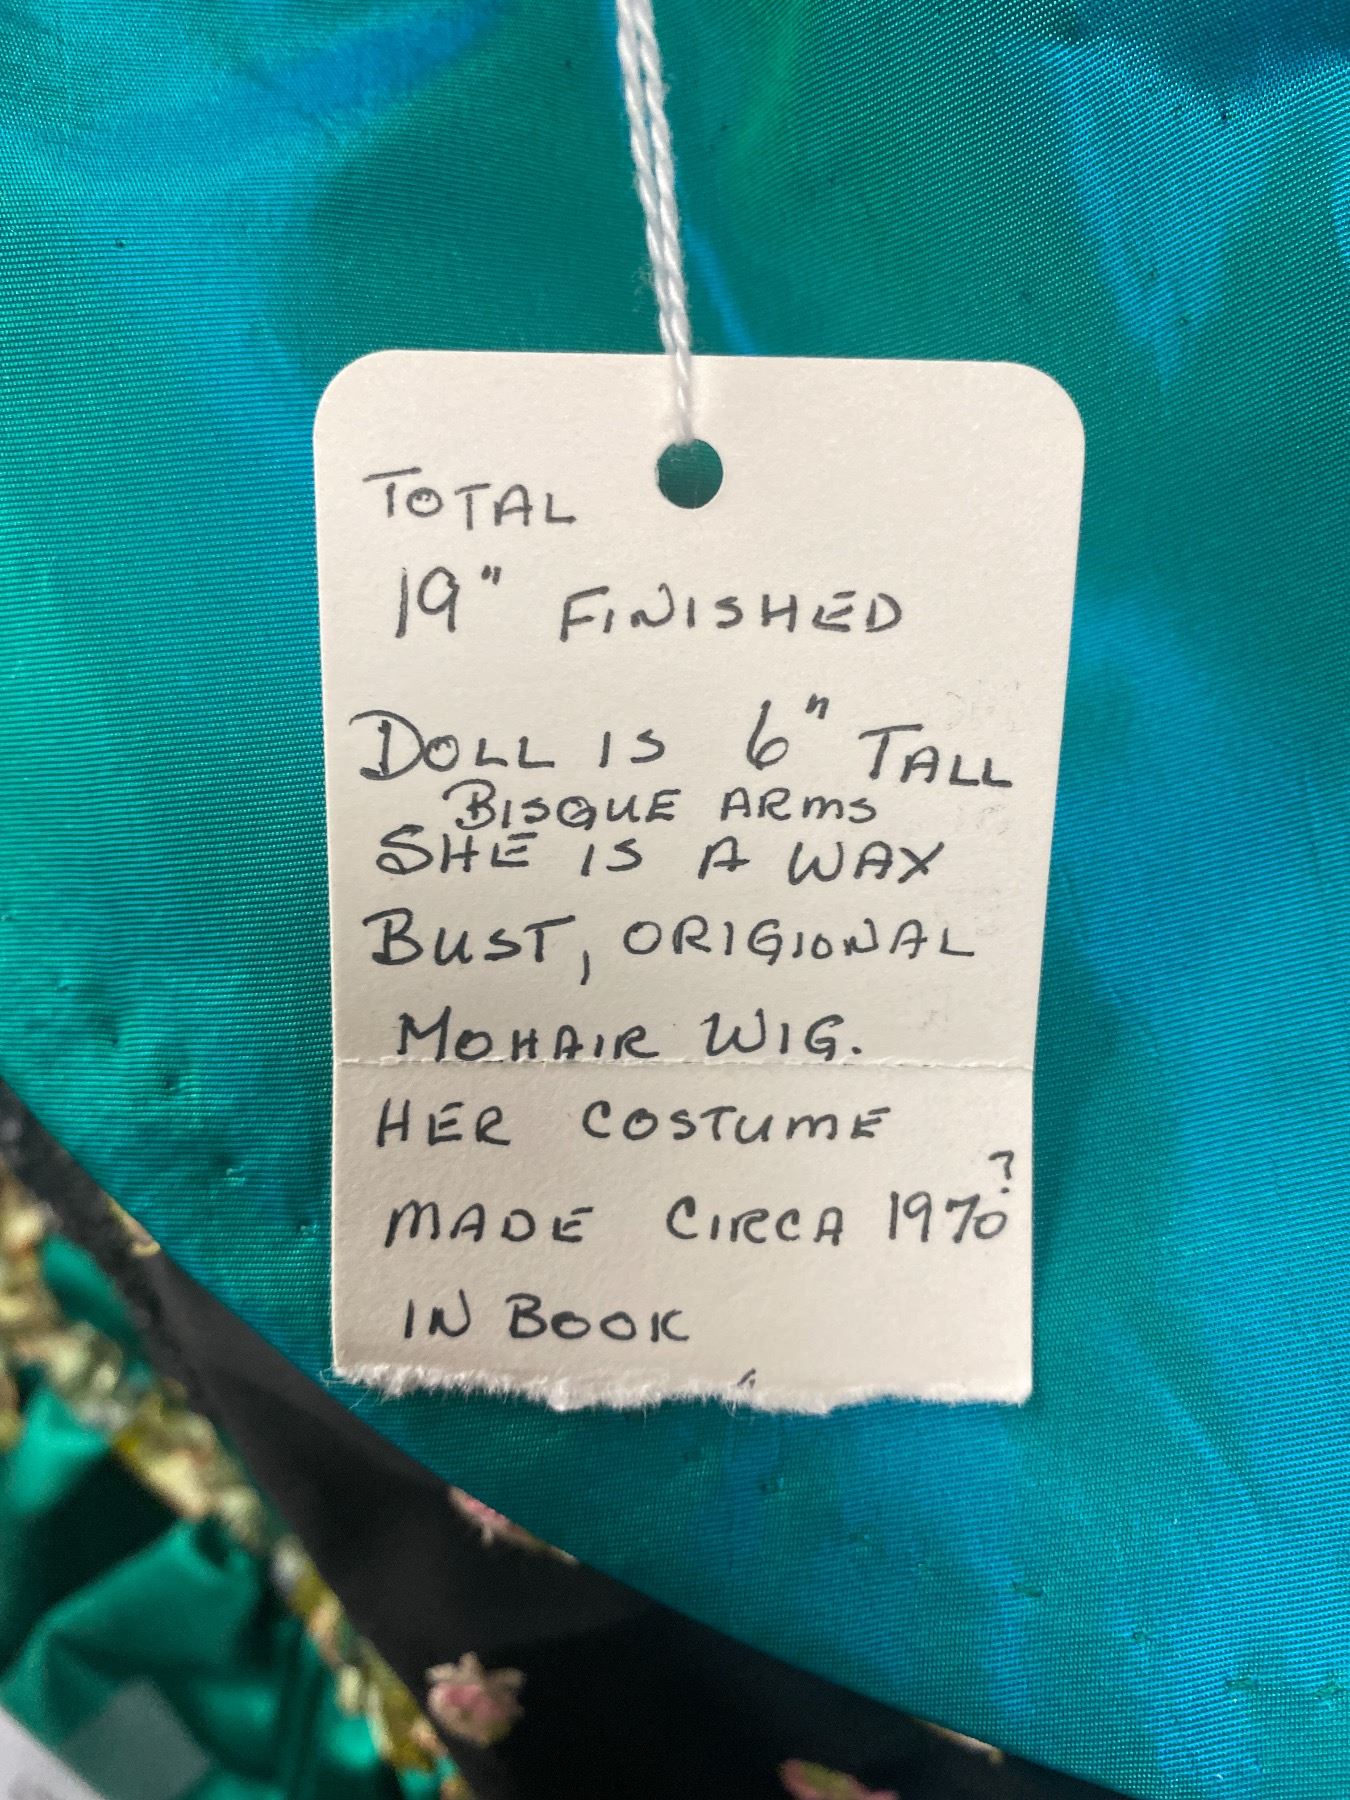 TOTAL
19" FINISHED
DOLL IS 6" TALL
BISQUE ARMS
SHE IS A WAX
BUST, ORIGIONAL
MOHAIR WIG.
HER COSTUME
MADE CIRCA 1970?
IN BOOK